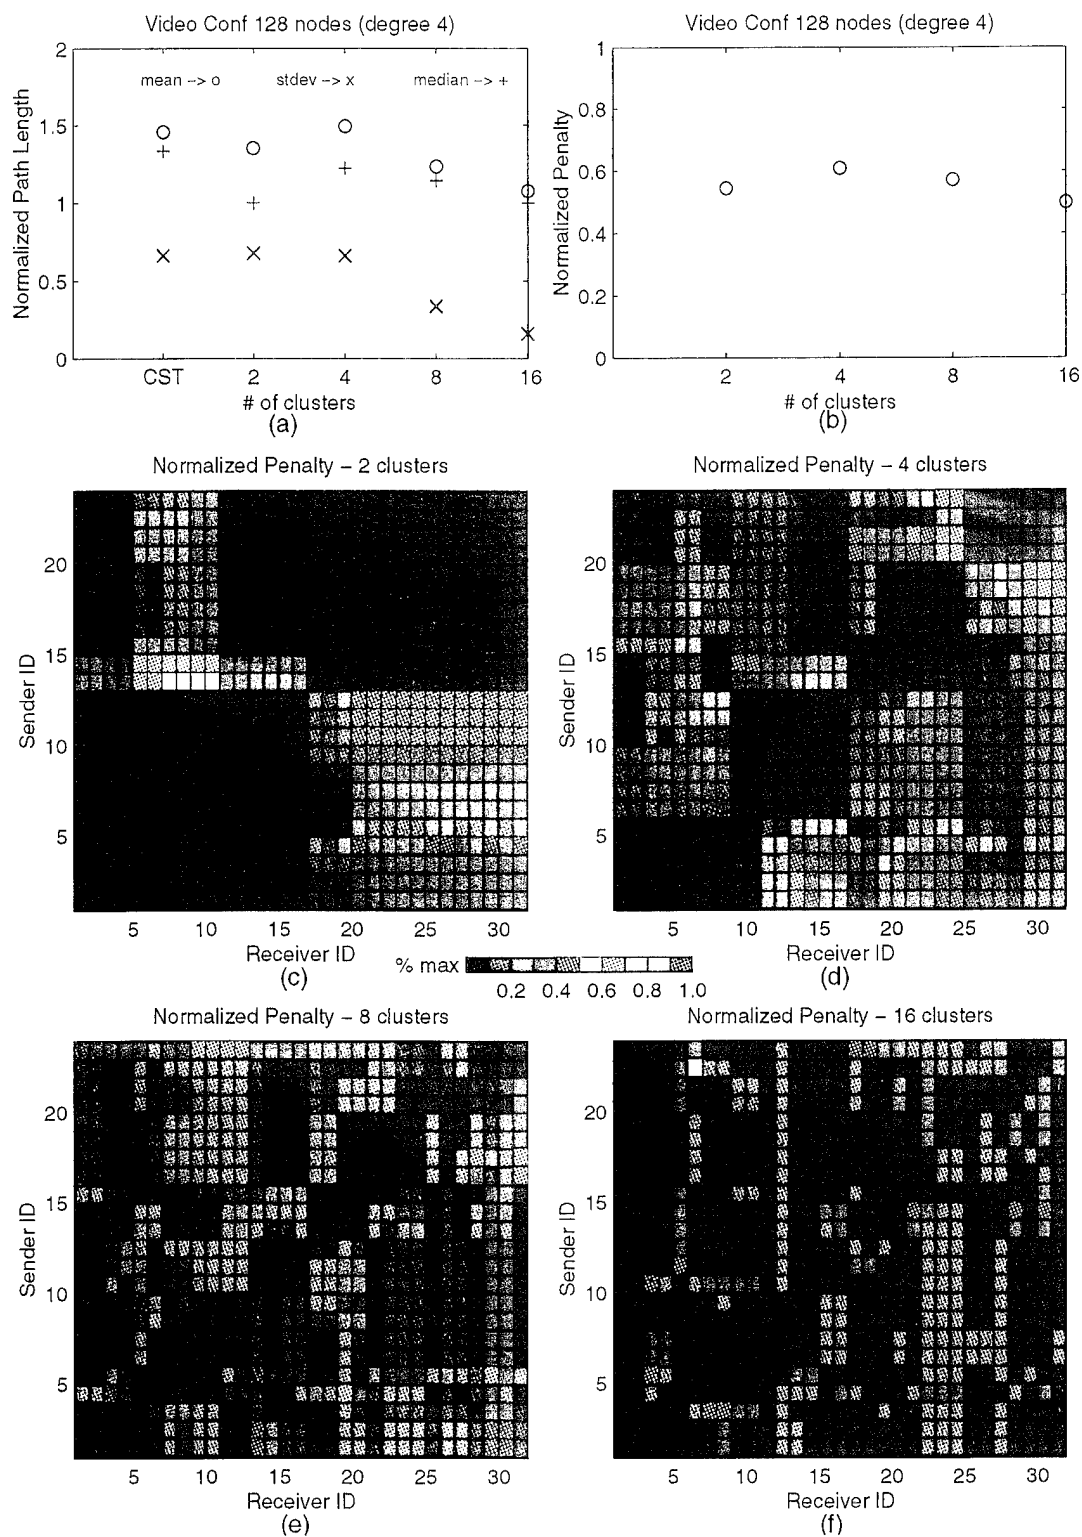 Video Conf 128 nodes (degree 4)
Normalized Path Length
2
1.5
1
0.5
0
mean -> o
stdev -> x
median -> +
CST
2
4
8
16
# of clusters
(a)
Video Conf 128 nodes (degree 4)
Normalized Penalty
1
0.8
0.6
0.4
0.2
0
2
4
8
16
# of clusters
(b)
Normalized Penalty – 2 clusters
Sender ID
20
15
10
5
5
10
15
20
25
30
Receiver ID
(c)
Normalized Penalty – 4 clusters
Sender ID
20
15
10
5
5
10
15
20
25
30
Receiver ID
(d)
% max
0.2
0.4
0.6
0.8
1.0
Normalized Penalty – 8 clusters
Sender ID
20
15
10
5
5
10
15
20
25
30
Receiver ID
(e)
Normalized Penalty – 16 clusters
Sender ID
20
15
10
5
5
10
15
20
25
30
Receiver ID
(f)